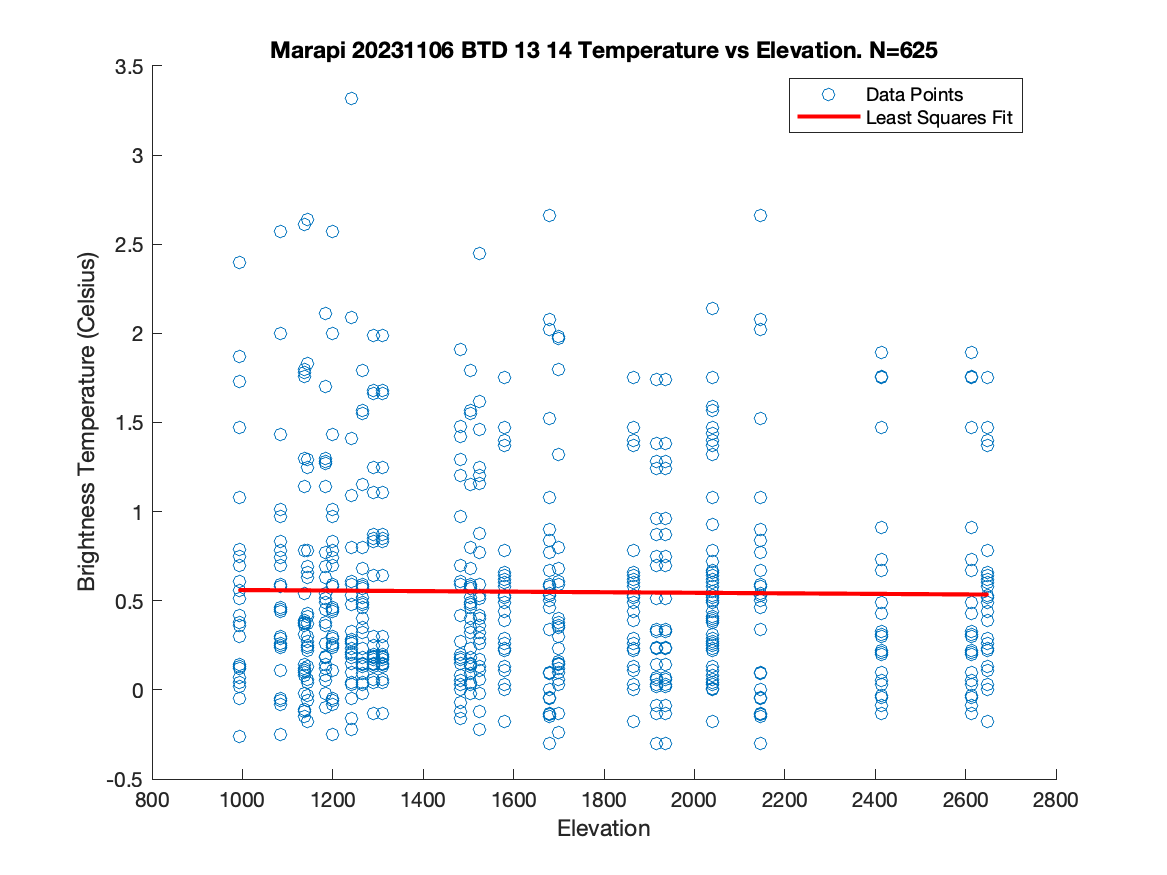 Marapi 20231106 BTD 13 14 Temperature vs Elevation. N=625
Data Points
Least Squares Fit
3.5
3
2.5
2
1.5
1
0.5
0
-0.5
Brightness Temperature (Celsius)
800 1000 1200 1400 1600 1800 2000 2200 2400 2600 2800
Elevation